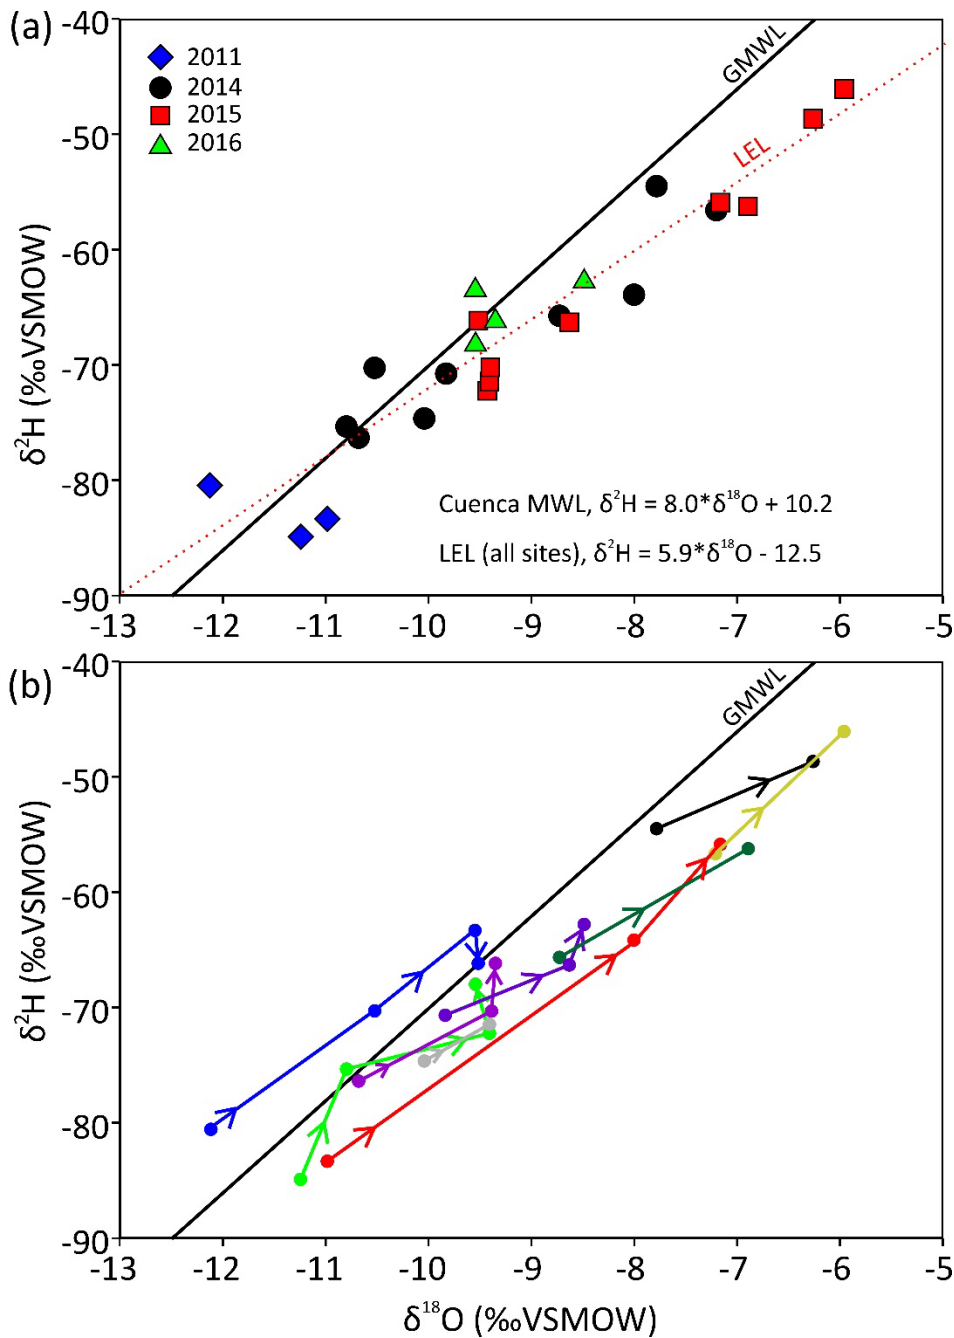 (a)
2011
2014
2015
2016
GMWL
LEL
-40
-50
-60
-70
-80
-90
δ²H (‰VSMOW)
Cuenca MWL, δ²H = 8.0*δ¹⁸O + 10.2
LEL (all sites), δ²H = 5.9*δ¹⁸O - 12.5
-13 -12 -11 -10 -9 -8 -7 -6 -5
(b)
GMWL
-40
-50
-60
-70
-80
-90
δ²H (‰VSMOW)
-13 -12 -11 -10 -9 -8 -7 -6 -5
δ¹⁸O (‰VSMOW)